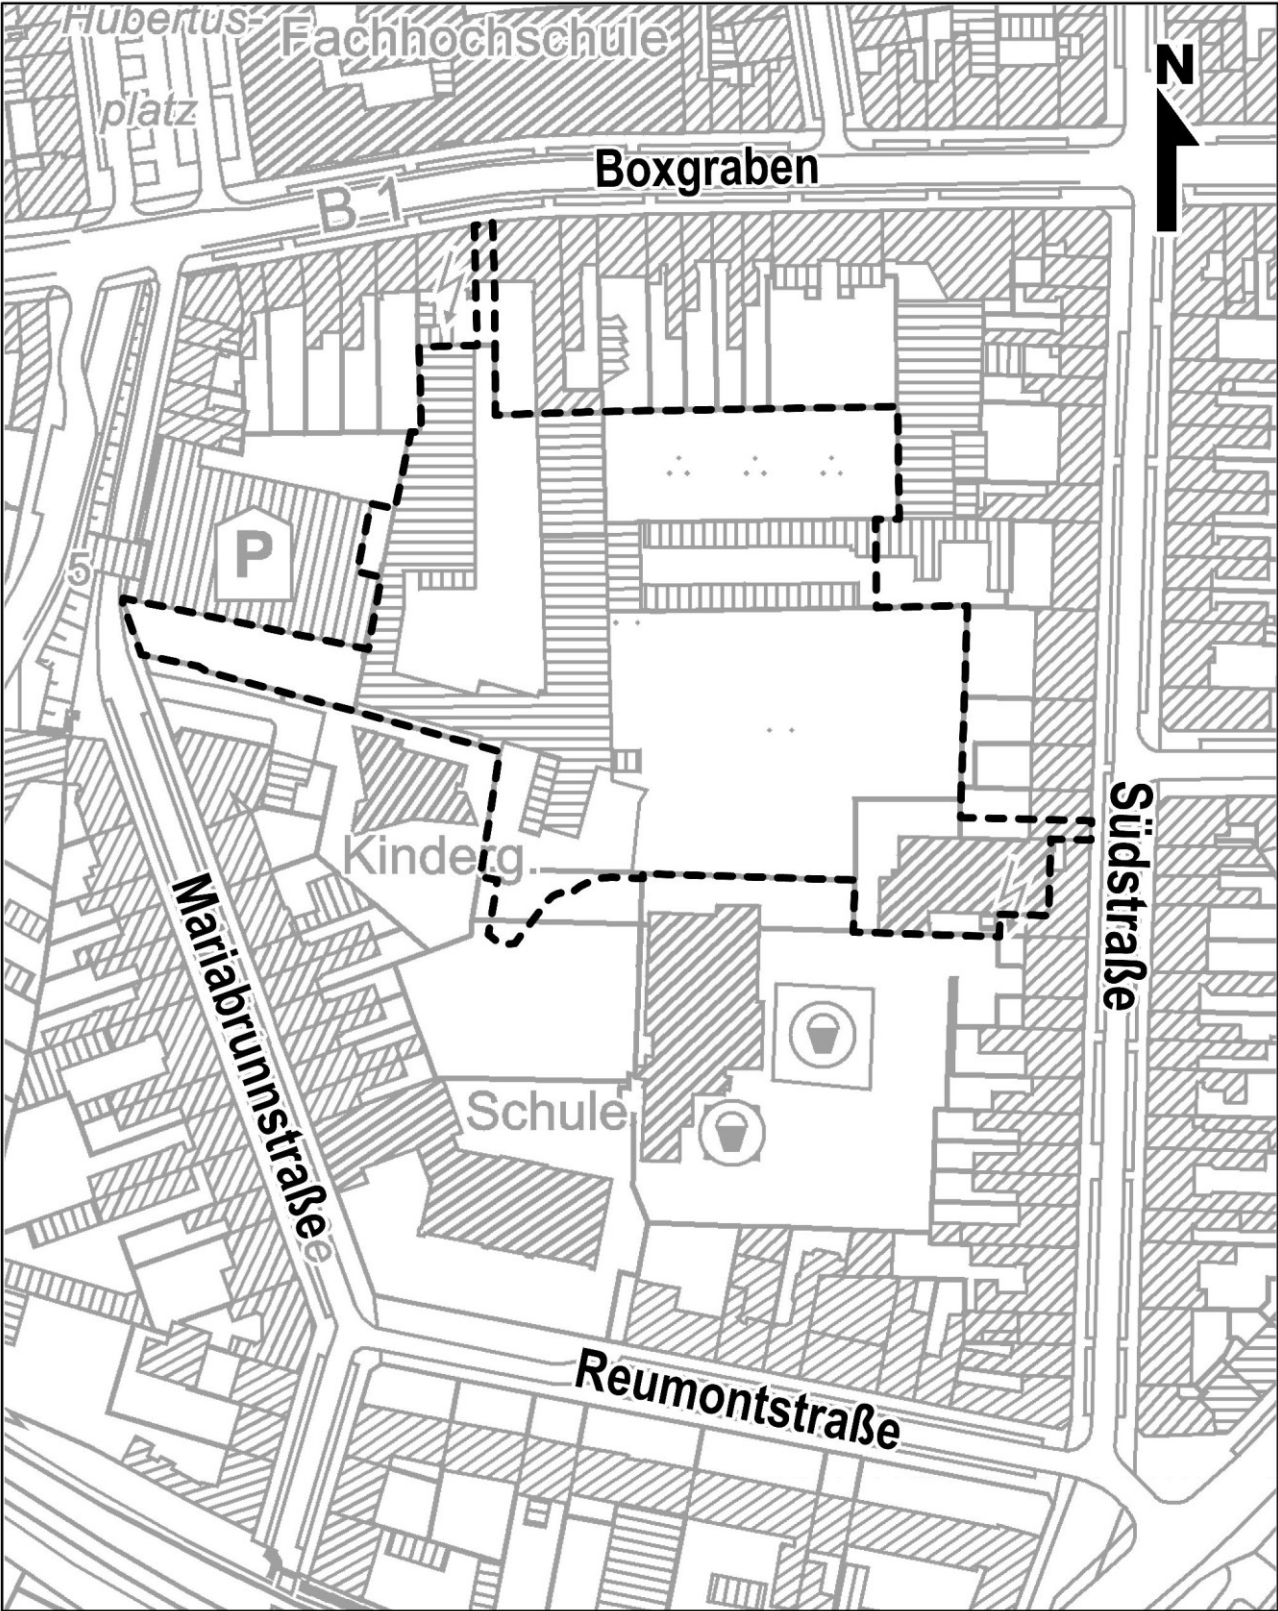 Hubertus-
platz
Fachhochschule
N
Boxgraben
B 1
P
5
Kinderg.
Südstraße
Mariabrunnstraße
e
Schule
Reumontstraße